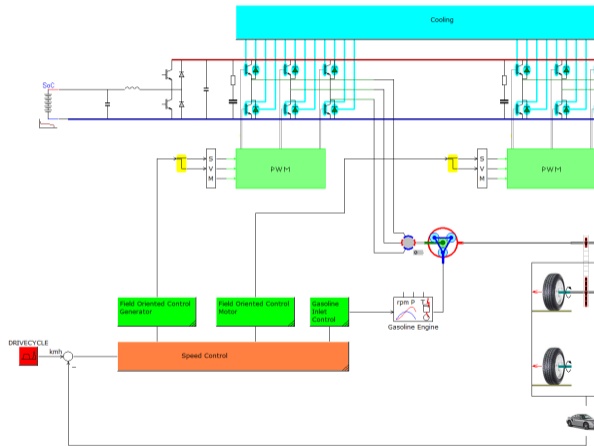 Cooling
SoC
S
V
M
PWM
S
V
M
PWM
Field Oriented Control
Generator
Field Oriented Control
Motor
Gasoline
Inlet
Control
rpm P
T
Gasoline Engine
DRIVECYCLE
kmh
Speed Control